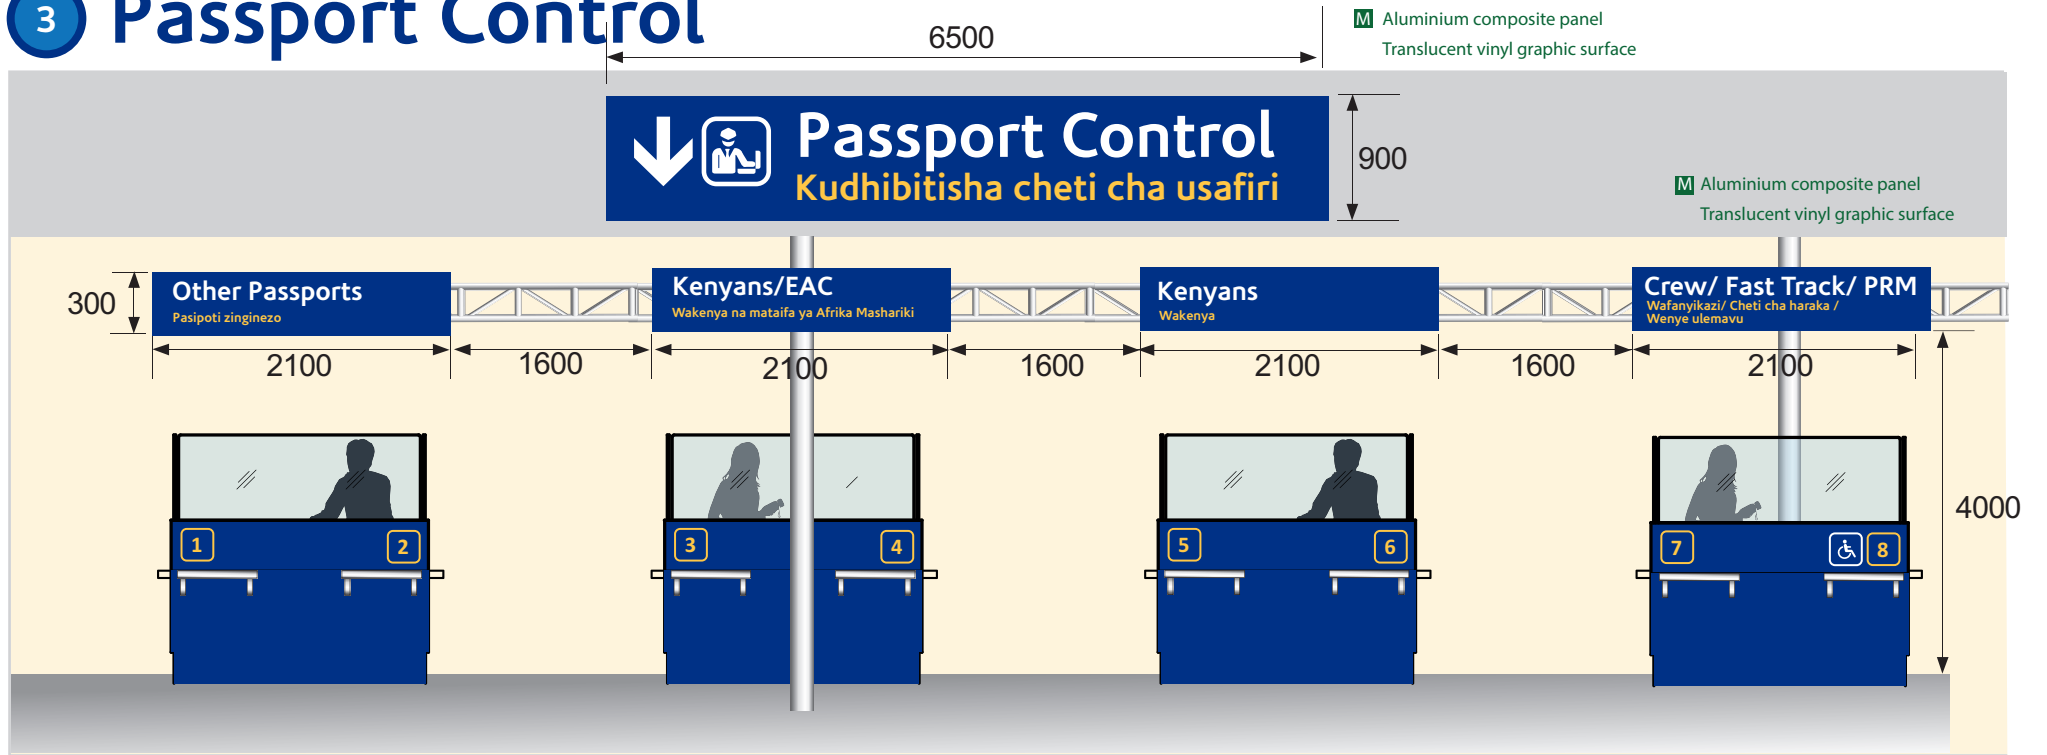 3 Passport Control
6500
M Aluminium composite panel
Translucent vinyl graphic surface
Passport Control
Kudhibitisha cheti cha usafiri
900
M Aluminium composite panel
Translucent vinyl graphic surface
300
Other Passports
Pasipoti zinginezo
Kenyans/EAC
Wakenya na mataifa ya Afrika Mashariki
Kenyans
Wakenya
Crew/ Fast Track/ PRM
Wafanyikazi/ Cheti cha haraka /
Wenye ulemavu
2100 1600 2100 1600 2100 1600 2100
4000
1 2 3 4 5 6 7 8